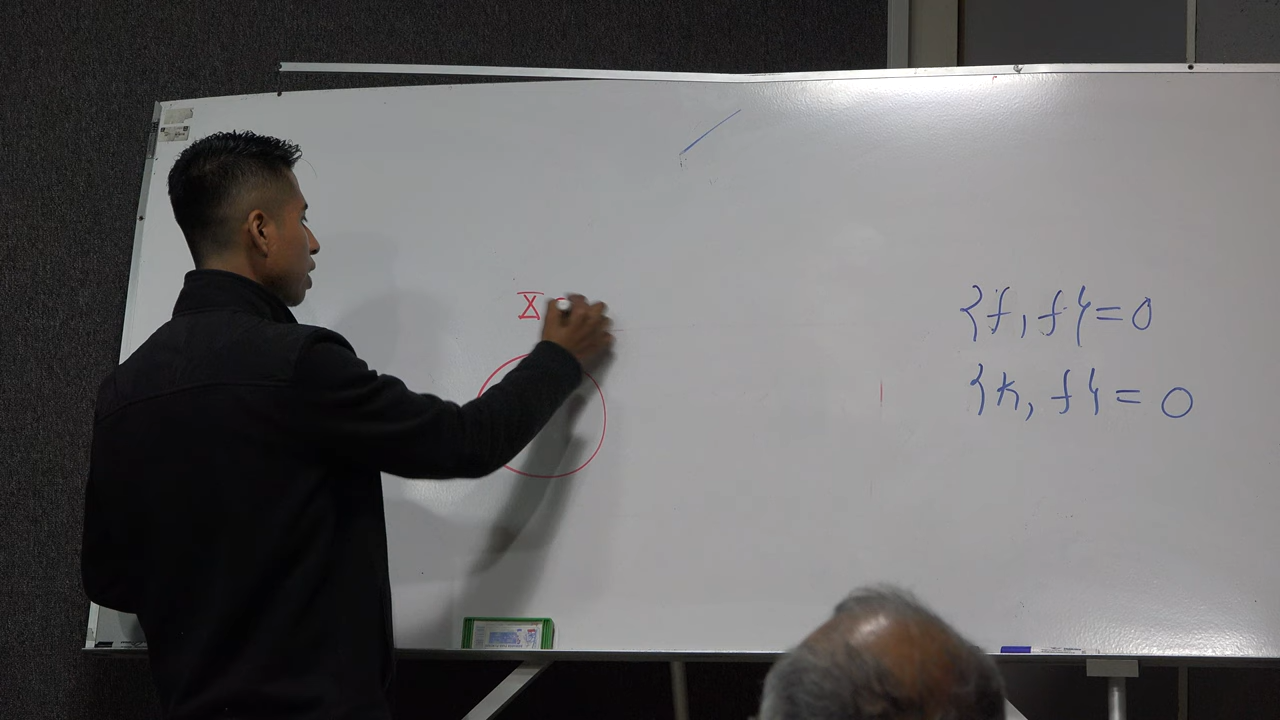 X
{f, f} = 0
{k, f} = 0